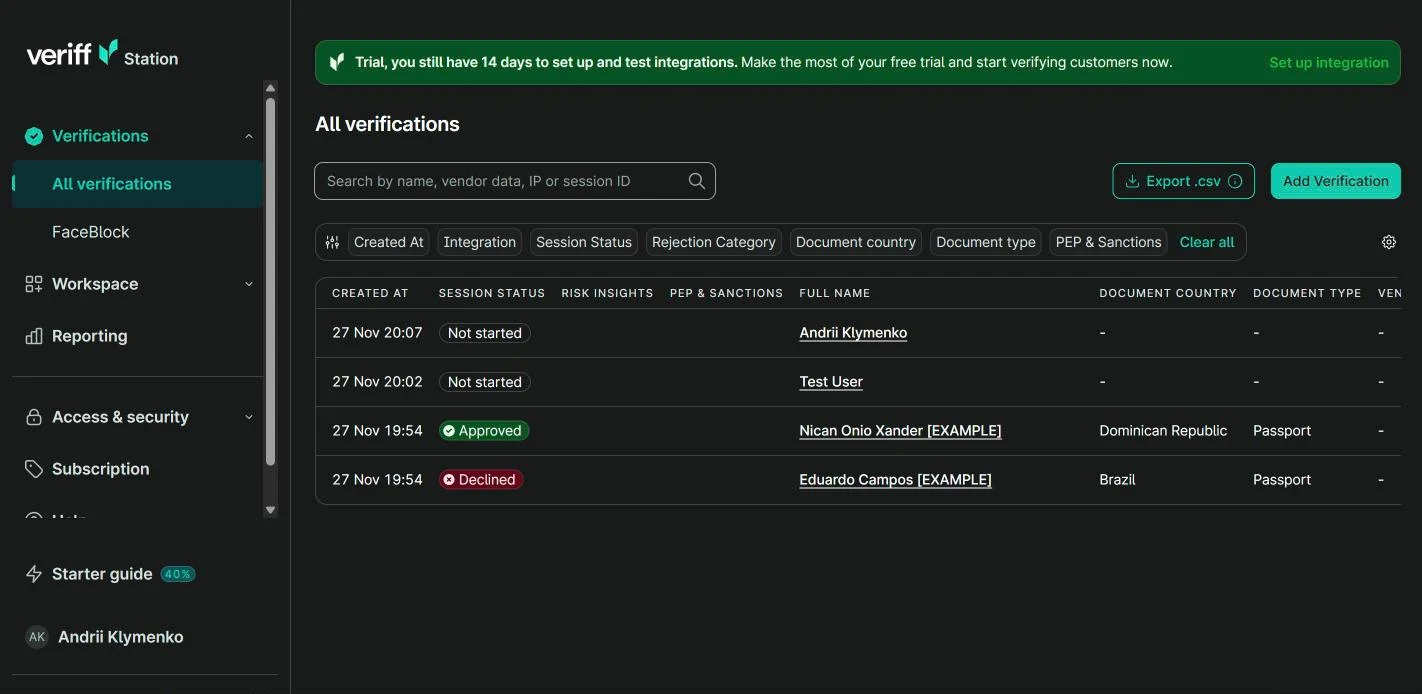 veriff Station
Verifications
All verifications
FaceBlock
Workspace
Reporting
Access & security
Subscription
Starter guide 40%
AK Andrii Klymenko
Trial, you still have 14 days to set up and test integrations. Make the most of your free trial and start verifying customers now. Set up integration
All verifications
Search by name, vendor data, IP or session ID Export .csv Add Verification
Created At Integration Session Status Rejection Category Document country Document type PEP & Sanctions Clear all
CREATED AT SESSION STATUS RISK INSIGHTS PEP & SANCTIONS FULL NAME DOCUMENT COUNTRY DOCUMENT TYPE VEN
27 Nov 20:07 Not started Andrii Klymenko - - -
27 Nov 20:02 Not started Test User - - -
27 Nov 19:54 Approved Nican Onio Xander [EXAMPLE] Dominican Republic Passport -
27 Nov 19:54 Declined Eduardo Campos [EXAMPLE] Brazil Passport -